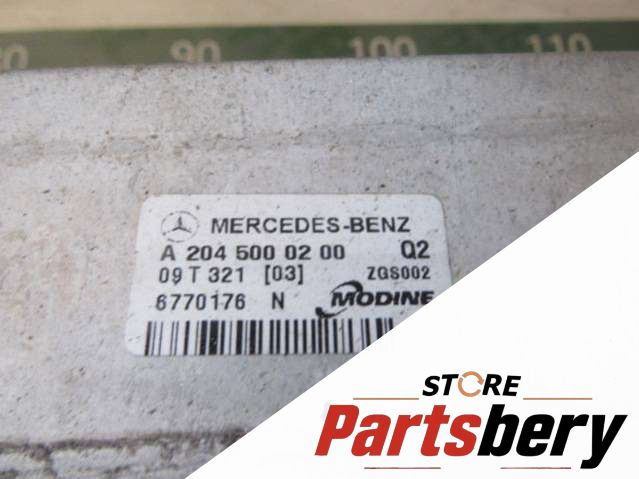 90 100 110
MERCEDES-BENZ
A 204 500 02 00 Q2
09 T 321 [03] ZGS002
6770176 N MODINE
STORE
Partsbery